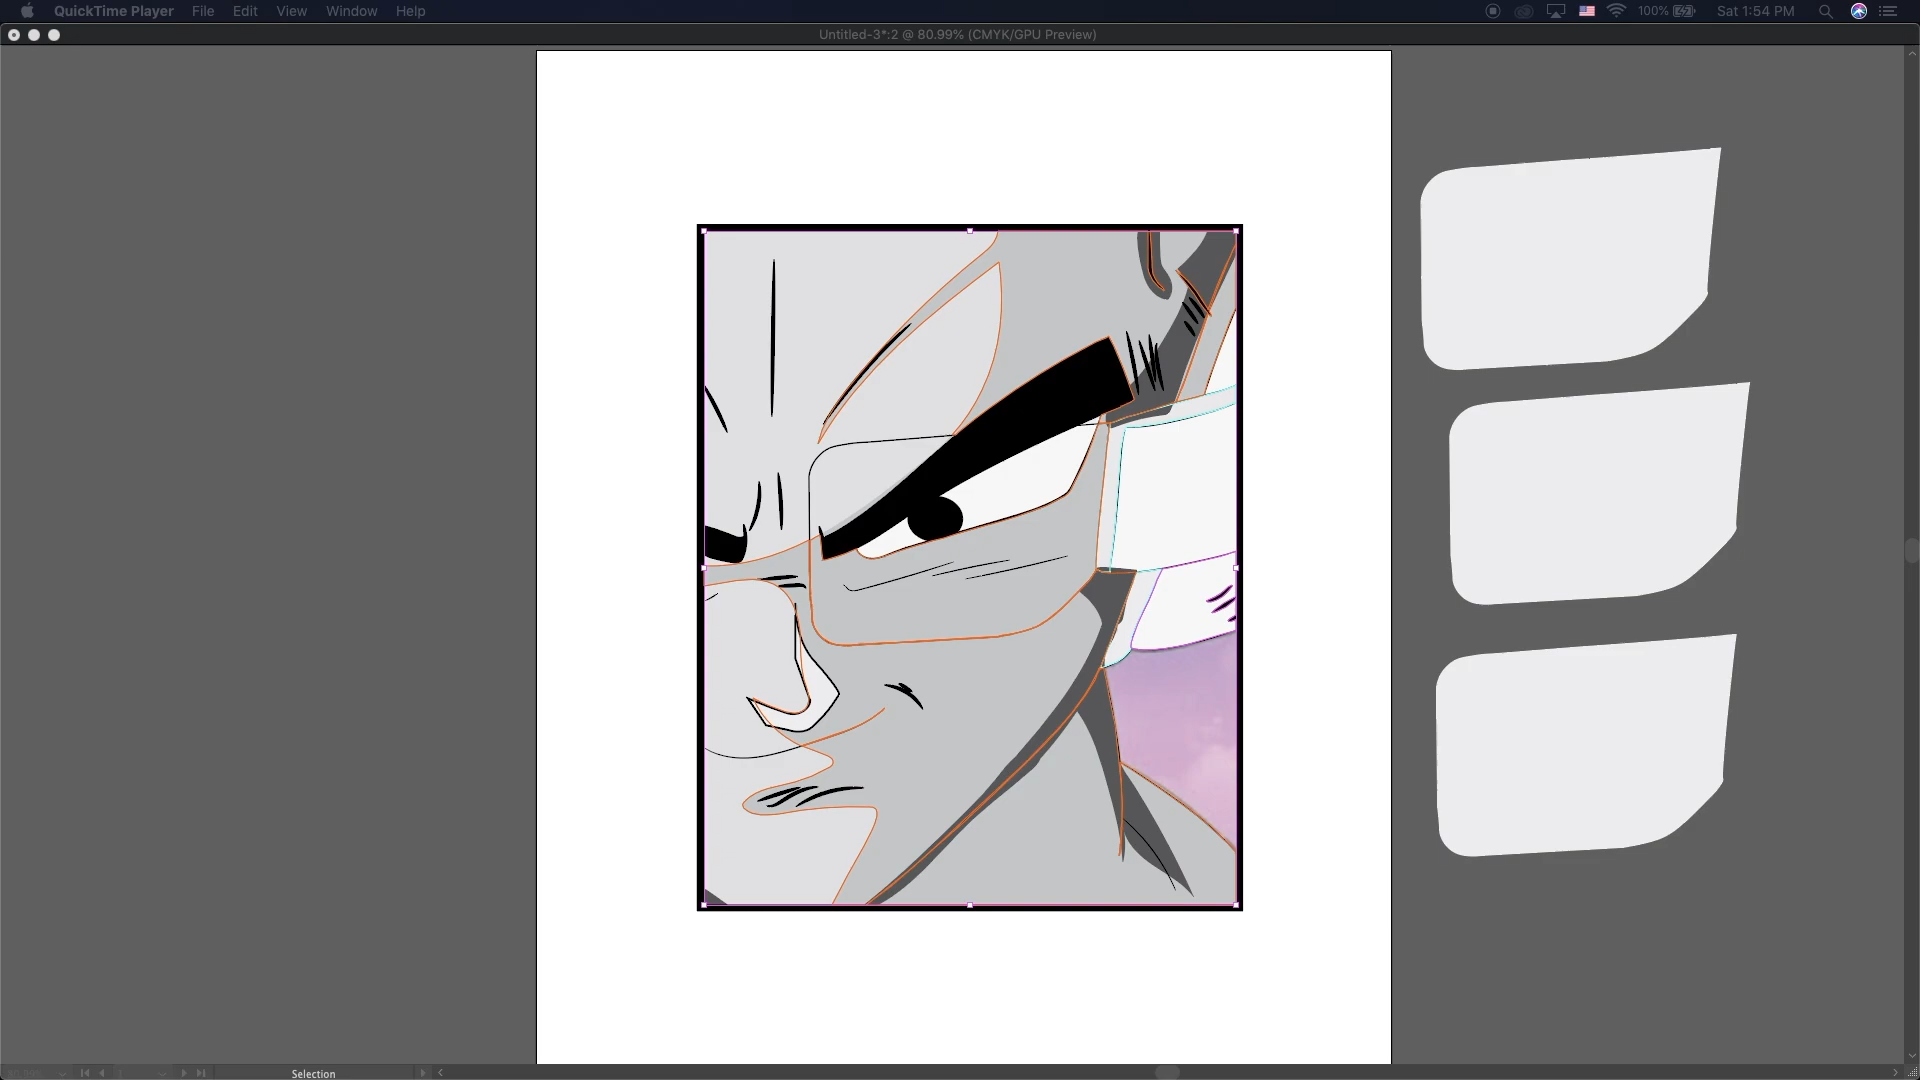 QuickTime Player File Edit View Window Help 100% Sat 1:54 PM
Untitled-3*:2 @ 80.99% (CMYK/GPU Preview)
Selection